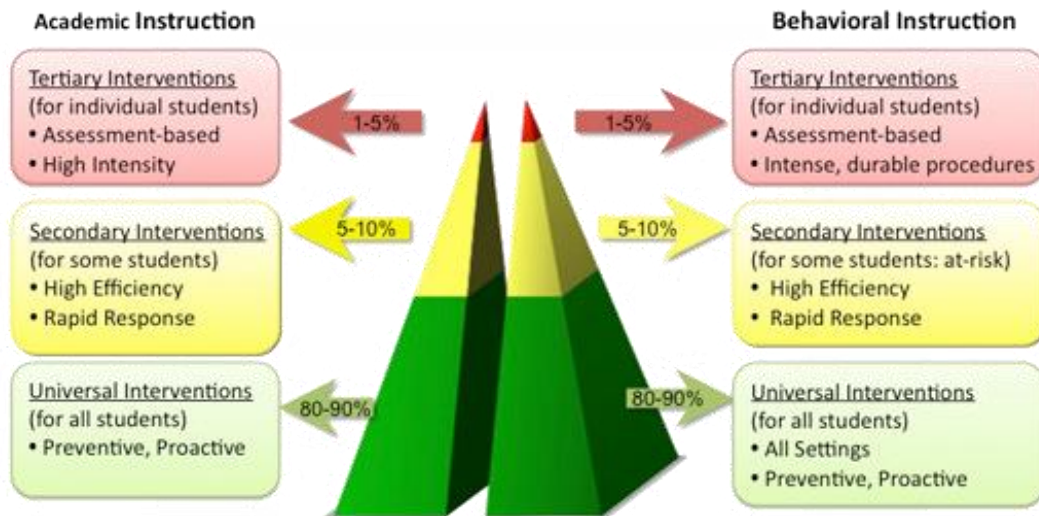 Academic Instruction
Tertiary Interventions
(for individual students)
• Assessment-based
• High Intensity
1-5%
Secondary Interventions
(for some students)
• High Efficiency
• Rapid Response
5-10%
Universal Interventions
(for all students)
• Preventive, Proactive
80-90%
Behavioral Instruction
1-5%
Tertiary Interventions
(for individual students)
• Assessment-based
• Intense, durable procedures
5-10%
Secondary Interventions
(for some students: at-risk)
• High Efficiency
• Rapid Response
80-90%
Universal Interventions
(for all students)
• All Settings
• Preventive, Proactive